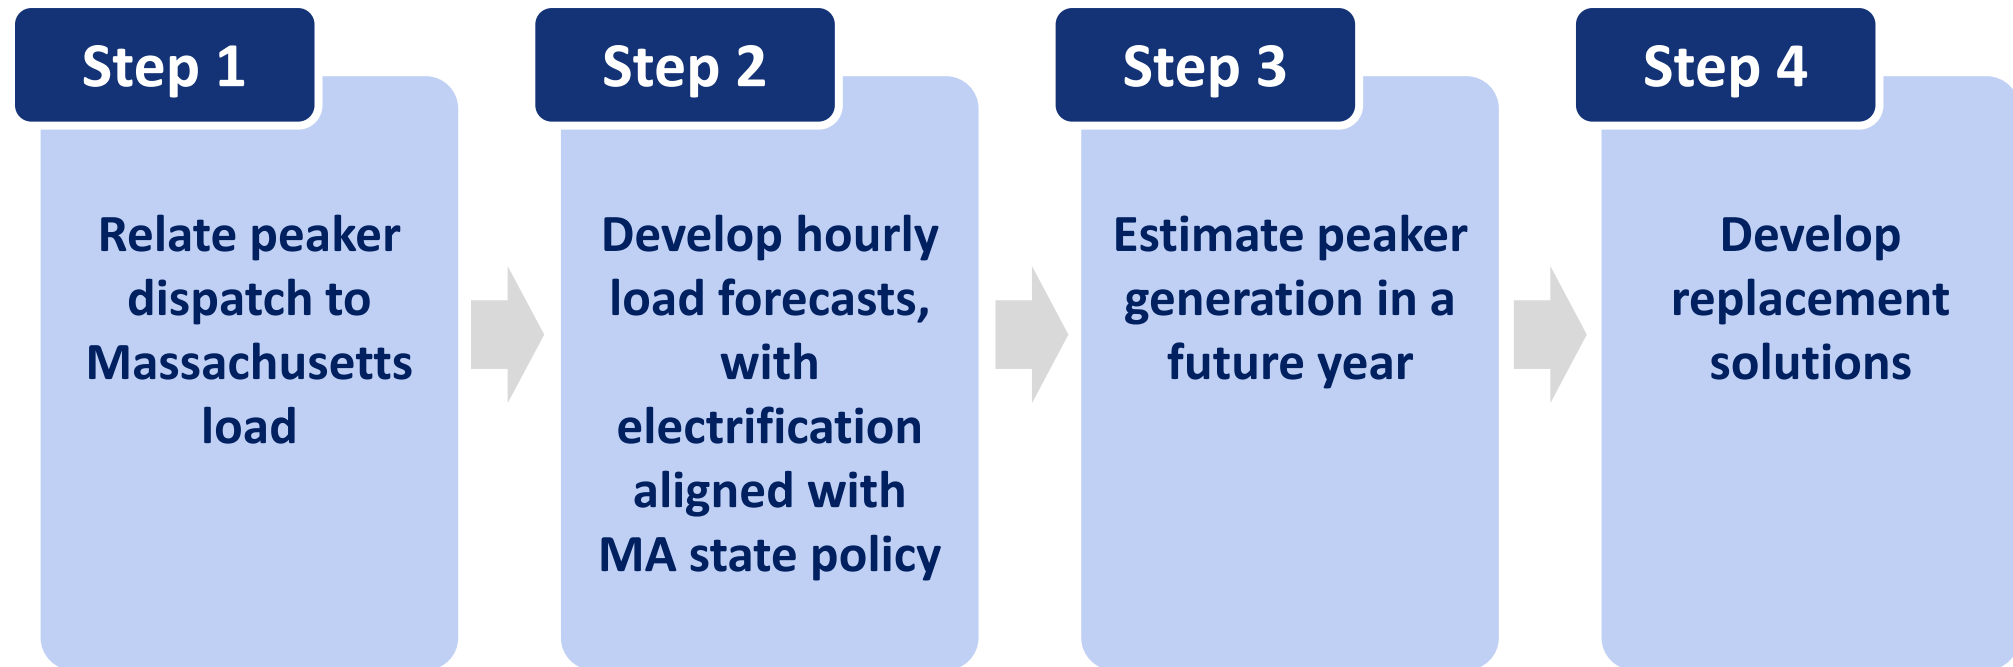 Step 1
Relate peaker
dispatch to
Massachusetts
load
Step 2
Develop hourly
load forecasts,
with
electrification
aligned with
MA state policy
Step 3
Estimate peaker
generation in a
future year
Step 4
Develop
replacement
solutions